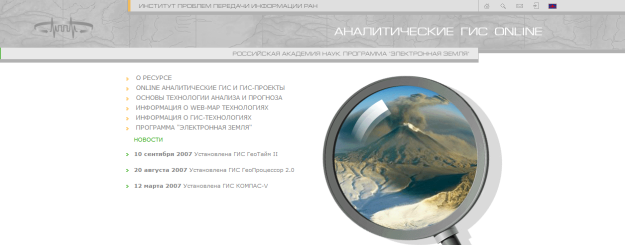 ИНСТИТУТ ПРОБЛЕМ ПЕРЕДАЧИ ИНФОРМАЦИИ РАН
АНАЛИТИЧЕСКИЕ ГИС ONLINE
РОССИЙСКАЯ АКАДЕМИЯ НАУК. ПРОГРАММА "ЭЛЕКТРОННАЯ ЗЕМЛЯ"
О РЕСУРСЕ
ONLINE АНАЛИТИЧЕСКИЕ ГИС И ГИС-ПРОЕКТЫ
ОСНОВЫ ТЕХНОЛОГИИ АНАЛИЗА И ПРОГНОЗА
ИНФОРМАЦИЯ О WEB-MAP ТЕХНОЛОГИЯХ
ИНФОРМАЦИЯ О ГИС-ТЕХНОЛОГИЯХ
ПРОГРАММА "ЭЛЕКТРОННАЯ ЗЕМЛЯ"
НОВОСТИ
10 сентября 2007 Установлена ГИС ГеоТайм II
20 августа 2007 Установлена ГИС ГеоПроцессор 2.0
12 марта 2007 Установлена ГИС КОМПАС-V